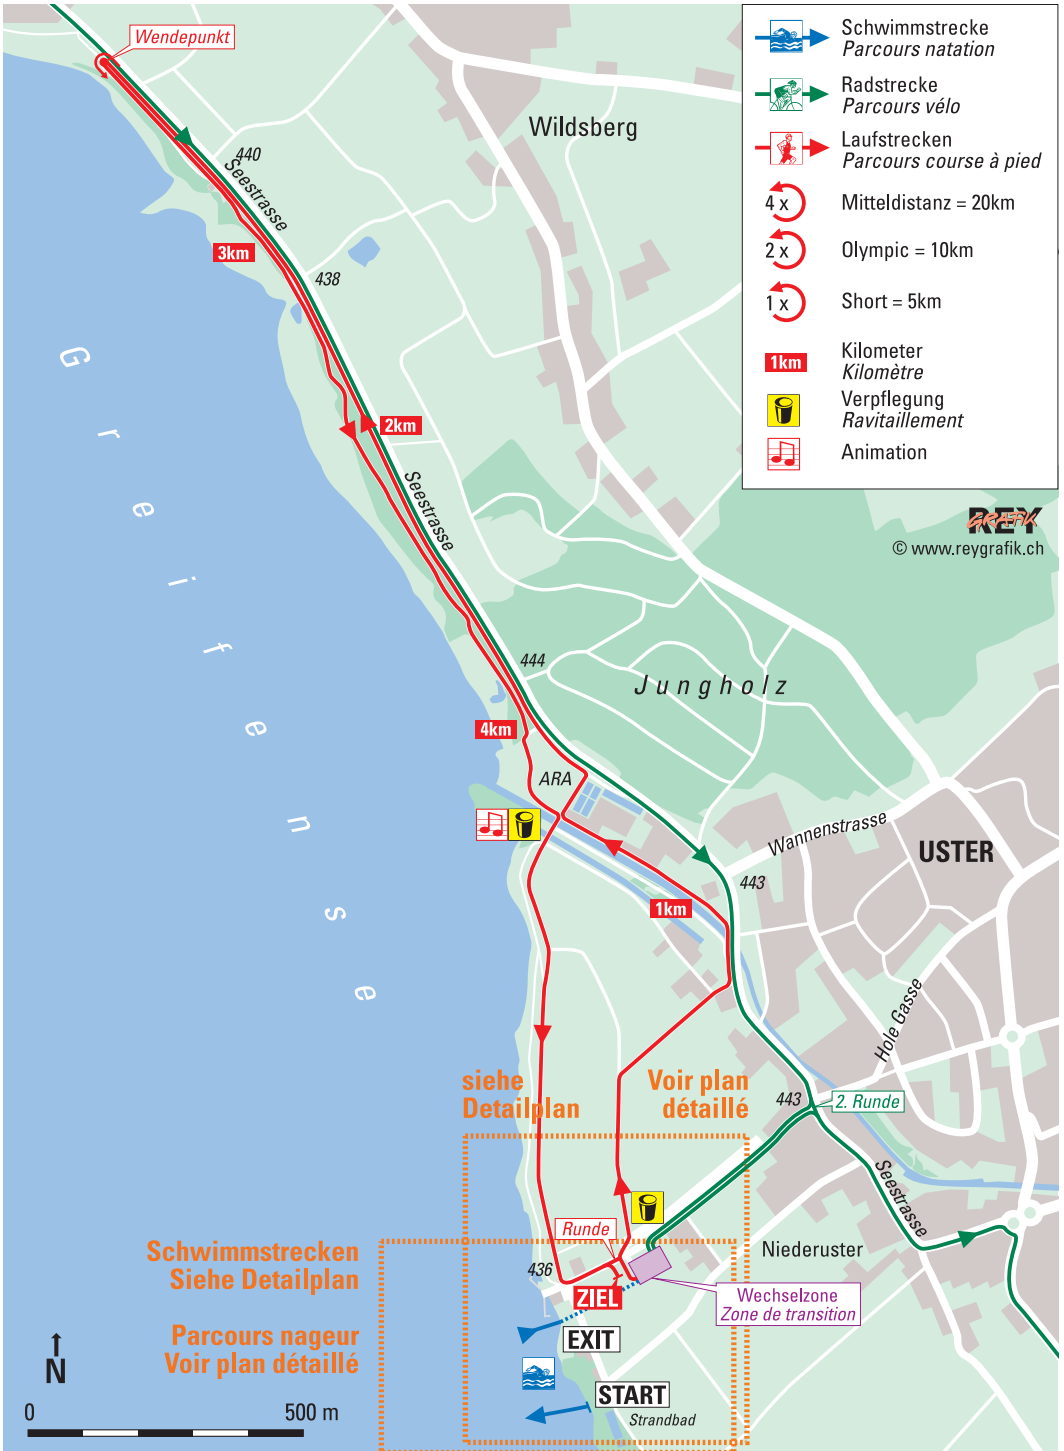 Wendepunkt
Schwimmstrecke
Parcours natation
Radstrecke
Parcours vélo
Laufstrecken
Parcours course à pied
4 x
Mitteldistanz = 20km
2 x
Olympic = 10km
1 x
Short = 5km
1km
Kilometer
Kilomètre
Verpflegung
Ravitaillement
Animation
Wildsberg
440
Seestrasse
3km
438
Greifensee
2km
Seestrasse
REY
GRAFIK
© www.reygrafik.ch
444
Jungholz
4km
ARA
Wannenstrasse
USTER
443
1km
Hole Gasse
siehe
Detailplan
Voir plan
détaillé
443
2. Runde
Seestrasse
Runde
Niederuster
Schwimmstrecken
Siehe Detailplan
436
ZIEL
Wechselzone
Zone de transition
Parcours nageur
Voir plan détaillé
EXIT
N
START
Strandbad
0
500 m